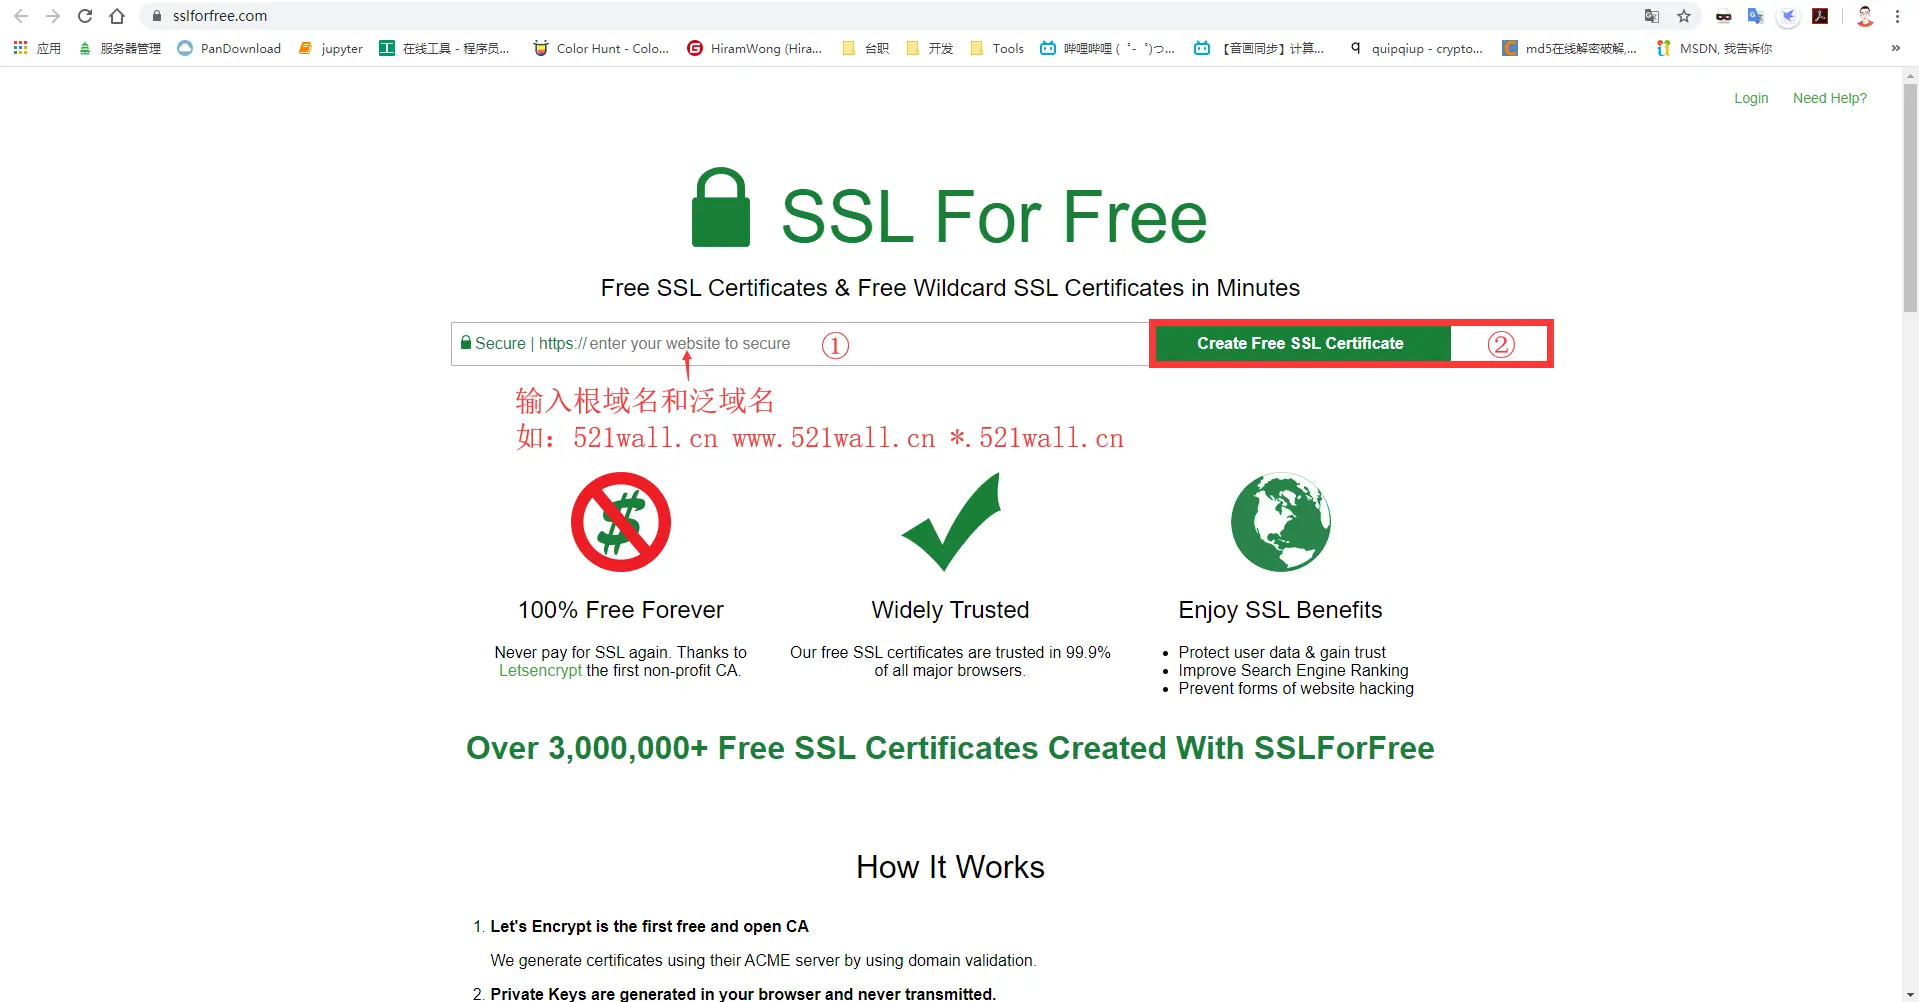 sslforfree.com
应用
服务器管理
PanDownload
jupyter
在线工具 - 程序员...
Color Hunt - Colo...
HiramWong (Hira...
台职
开发
Tools
哔哩哔哩 ( ゜- ゜)つ...
【音画同步】计算...
quipqiup - crypto...
md5在线解密破解,...
MSDN, 我告诉你
»
Login Need Help?
SSL For Free
Free SSL Certificates & Free Wildcard SSL Certificates in Minutes
Secure | https:// enter your website to secure ①
Create Free SSL Certificate ②
输入根域名和泛域名
如：521wall.cn www.521wall.cn *.521wall.cn
100% Free Forever
Never pay for SSL again. Thanks to
Letsencrypt the first non-profit CA.
Widely Trusted
Our free SSL certificates are trusted in 99.9%
of all major browsers.
Enjoy SSL Benefits
• Protect user data & gain trust
• Improve Search Engine Ranking
• Prevent forms of website hacking
Over 3,000,000+ Free SSL Certificates Created With SSLForFree
How It Works
1. Let's Encrypt is the first free and open CA
We generate certificates using their ACME server by using domain validation.
2. Private Keys are generated in your browser and never transmitted.